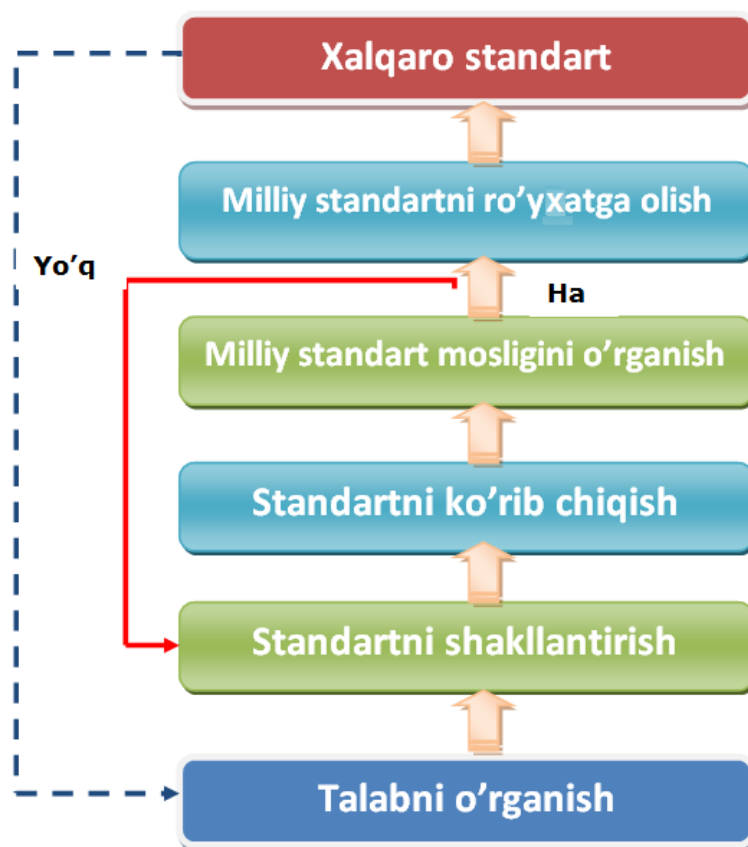 Xalqaro standart
Milliy standartni ro’yxatga olish
Yo’q
Ha
Milliy standart mosligini o’rganish
Standartni ko’rib chiqish
Standartni shakllantirish
Talabni o’rganish